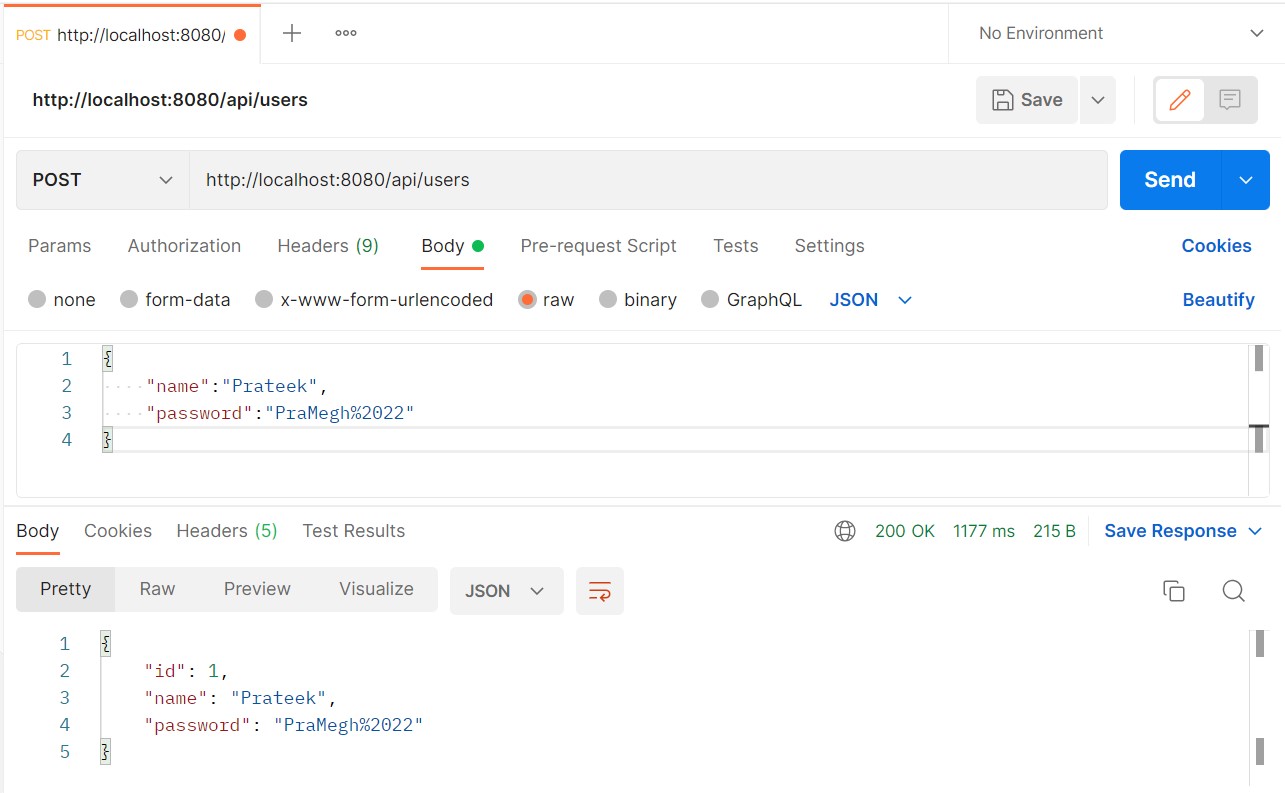 POST http://localhost:8080/ No Environment
http://localhost:8080/api/users Save
POST http://localhost:8080/api/users Send
Params Authorization Headers (9) Body Pre-request Script Tests Settings Cookies
none form-data x-www-form-urlencoded raw binary GraphQL JSON Beautify
1 {
2 "name":"Prateek",
3 "password":"PraMegh%2022"
4 }
Body Cookies Headers (5) Test Results 200 OK 1177 ms 215 B Save Response
Pretty Raw Preview Visualize JSON
1 {
2 "id": 1,
3 "name": "Prateek",
4 "password": "PraMegh%2022"
5 }